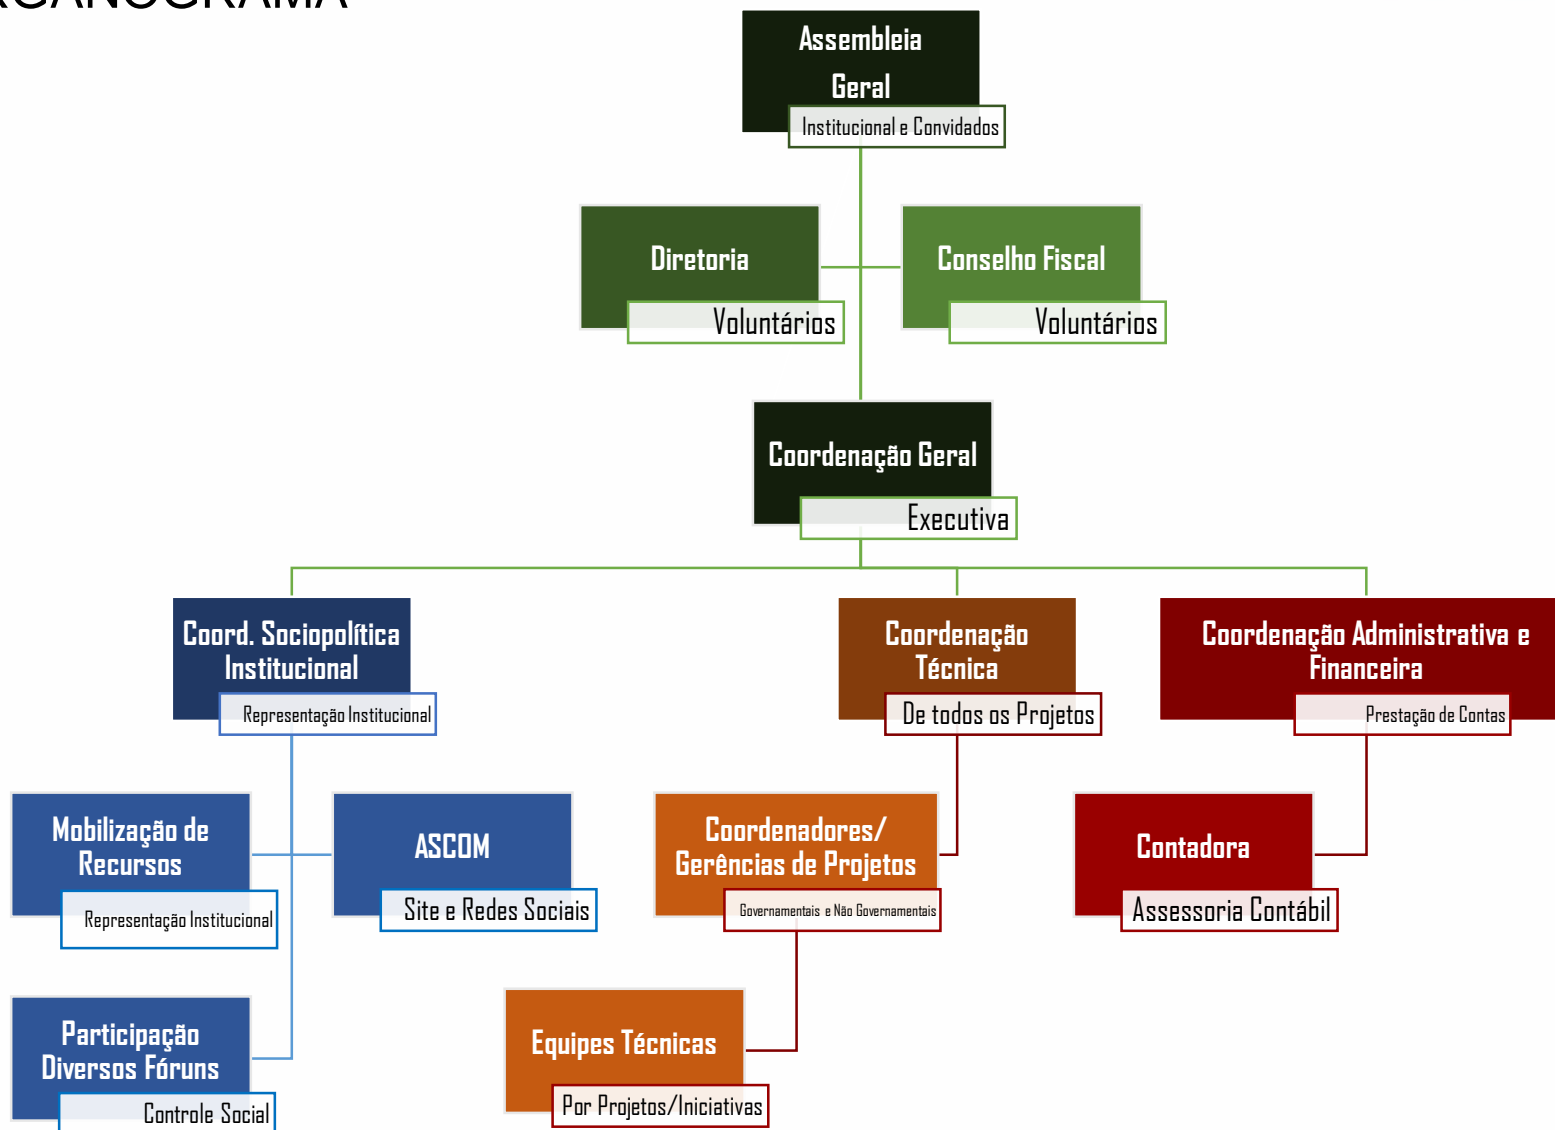 RGANOGRAMA
Assembleia
Geral
Institucional e Convidados
Diretoria
Voluntários
Conselho Fiscal
Voluntários
Coordenação Geral
Executiva
Coord. Sociopolítica
Institucional
Representação Institucional
Coordenação
Técnica
De todos os Projetos
Coordenação Administrativa e
Financeira
Prestação de Contas
Mobilização de
Recursos
Representação Institucional
ASCOM
Site e Redes Sociais
Coordenadores/
Gerências de Projetos
Governamentais e Não Governamentais
Contadora
Assessoria Contábil
Participação
Diversos Fóruns
Controle Social
Equipes Técnicas
Por Projetos/Iniciativas